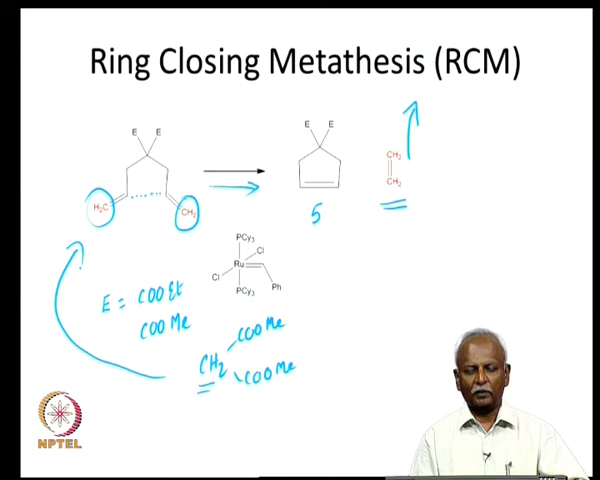 Ring Closing Metathesis (RCM)
E E
H2C CH2
E E
5
CH2
CH2
PCy3
Cl
Ru
Cl
PCy3 Ph
E = COOEt
COOMe
COOMe
CH2
COOMe
NPTEL